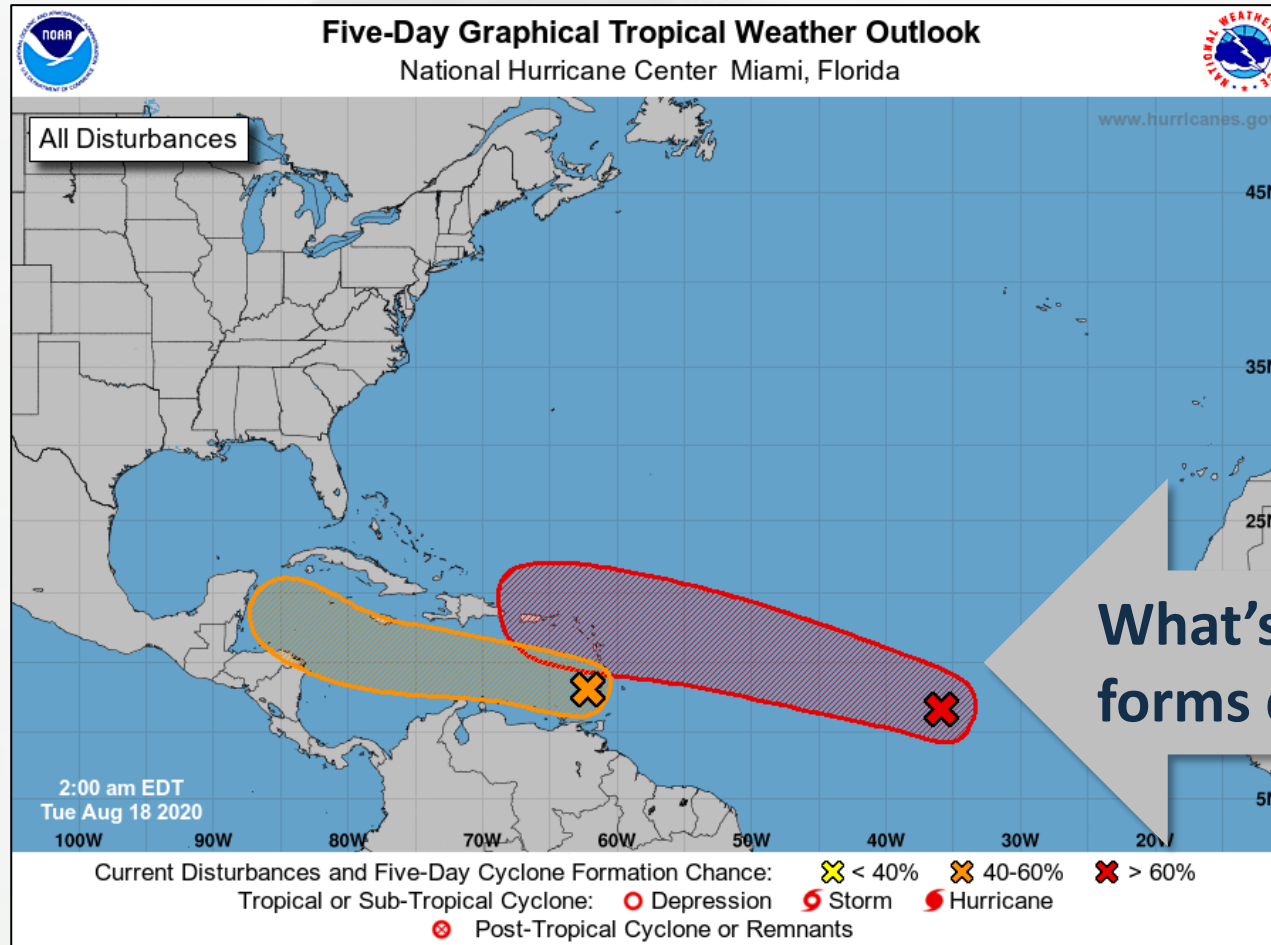 Five-Day Graphical Tropical Weather Outlook
National Hurricane Center Miami, Florida
NOAA
All Disturbances
www.hurricanes.gov
45N
35N
25N
What's
forms
2:00 am EDT
Tue Aug 18 2020
5N
100W 90W 80W 70W 60W 50W 40W 30W 20W
Current Disturbances and Five-Day Cyclone Formation Chance: < 40% 40-60% > 60%
Tropical or Sub-Tropical Cyclone: Depression Storm Hurricane
Post-Tropical Cyclone or Remnants